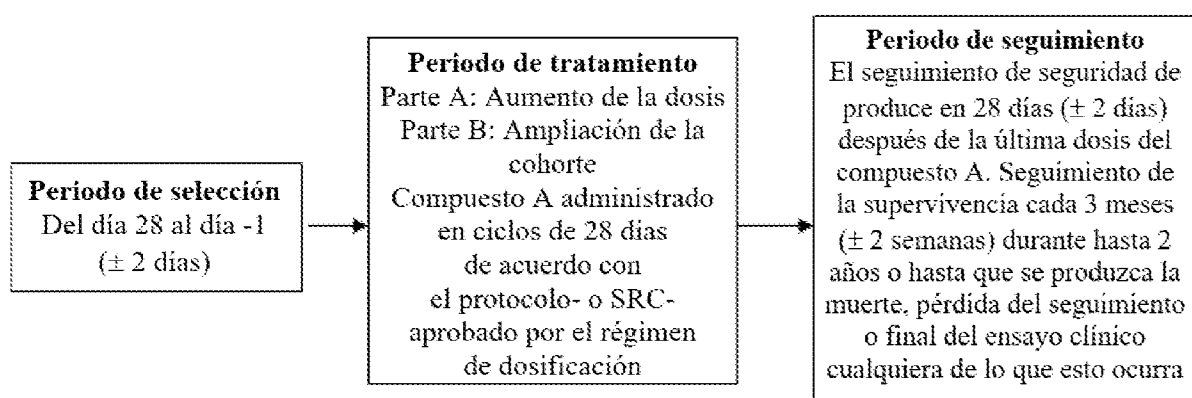 Periodo de selección
Del día 28 al día -1
(± 2 días)
Periodo de tratamiento
Parte A: Aumento de la dosis
Parte B: Ampliación de la
cohorte
Compuesto A administrado
en ciclos de 28 días
de acuerdo con
el protocolo- o SRC-
aprobado por el régimen
de dosificación
Periodo de seguimiento
El seguimiento de seguridad de
produce en 28 días (± 2 días)
después de la última dosis del
compuesto A. Seguimiento de
la supervivencia cada 3 meses
(± 2 semanas) durante hasta 2
años o hasta que se produzca la
muerte, pérdida del seguimiento
o final del ensayo clínico
cualquiera de lo que esto ocurra